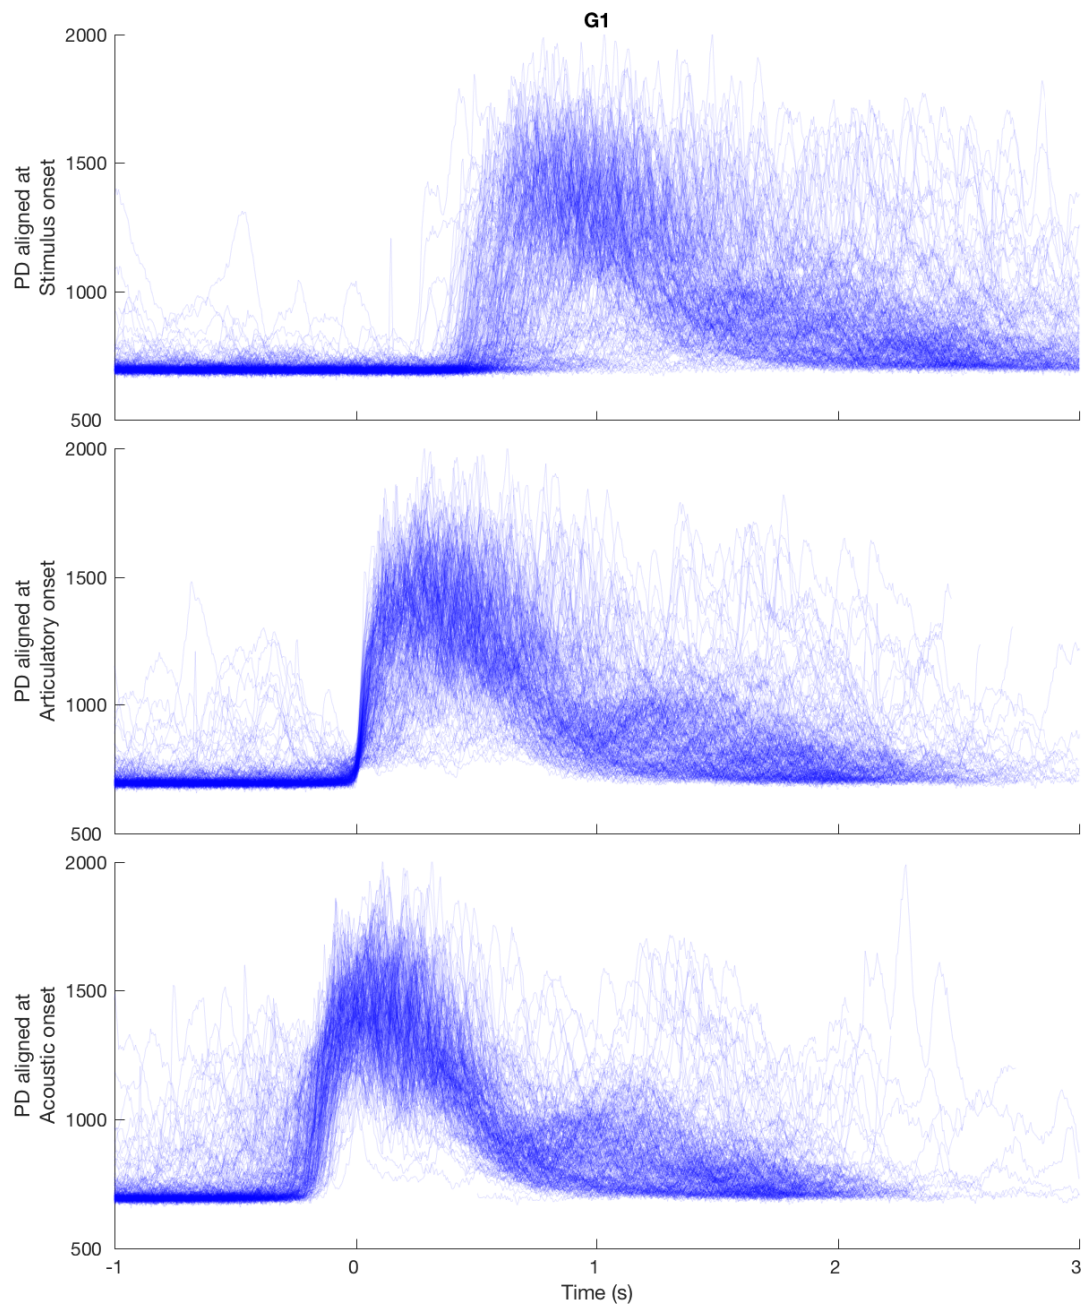 G1
2000
1500
1000
500
PD aligned at
Stimulus onset
2000
1500
1000
500
PD aligned at
Articulatory onset
2000
1500
1000
500
PD aligned at
Acoustic onset
-1 0 1 2 3
Time (s)